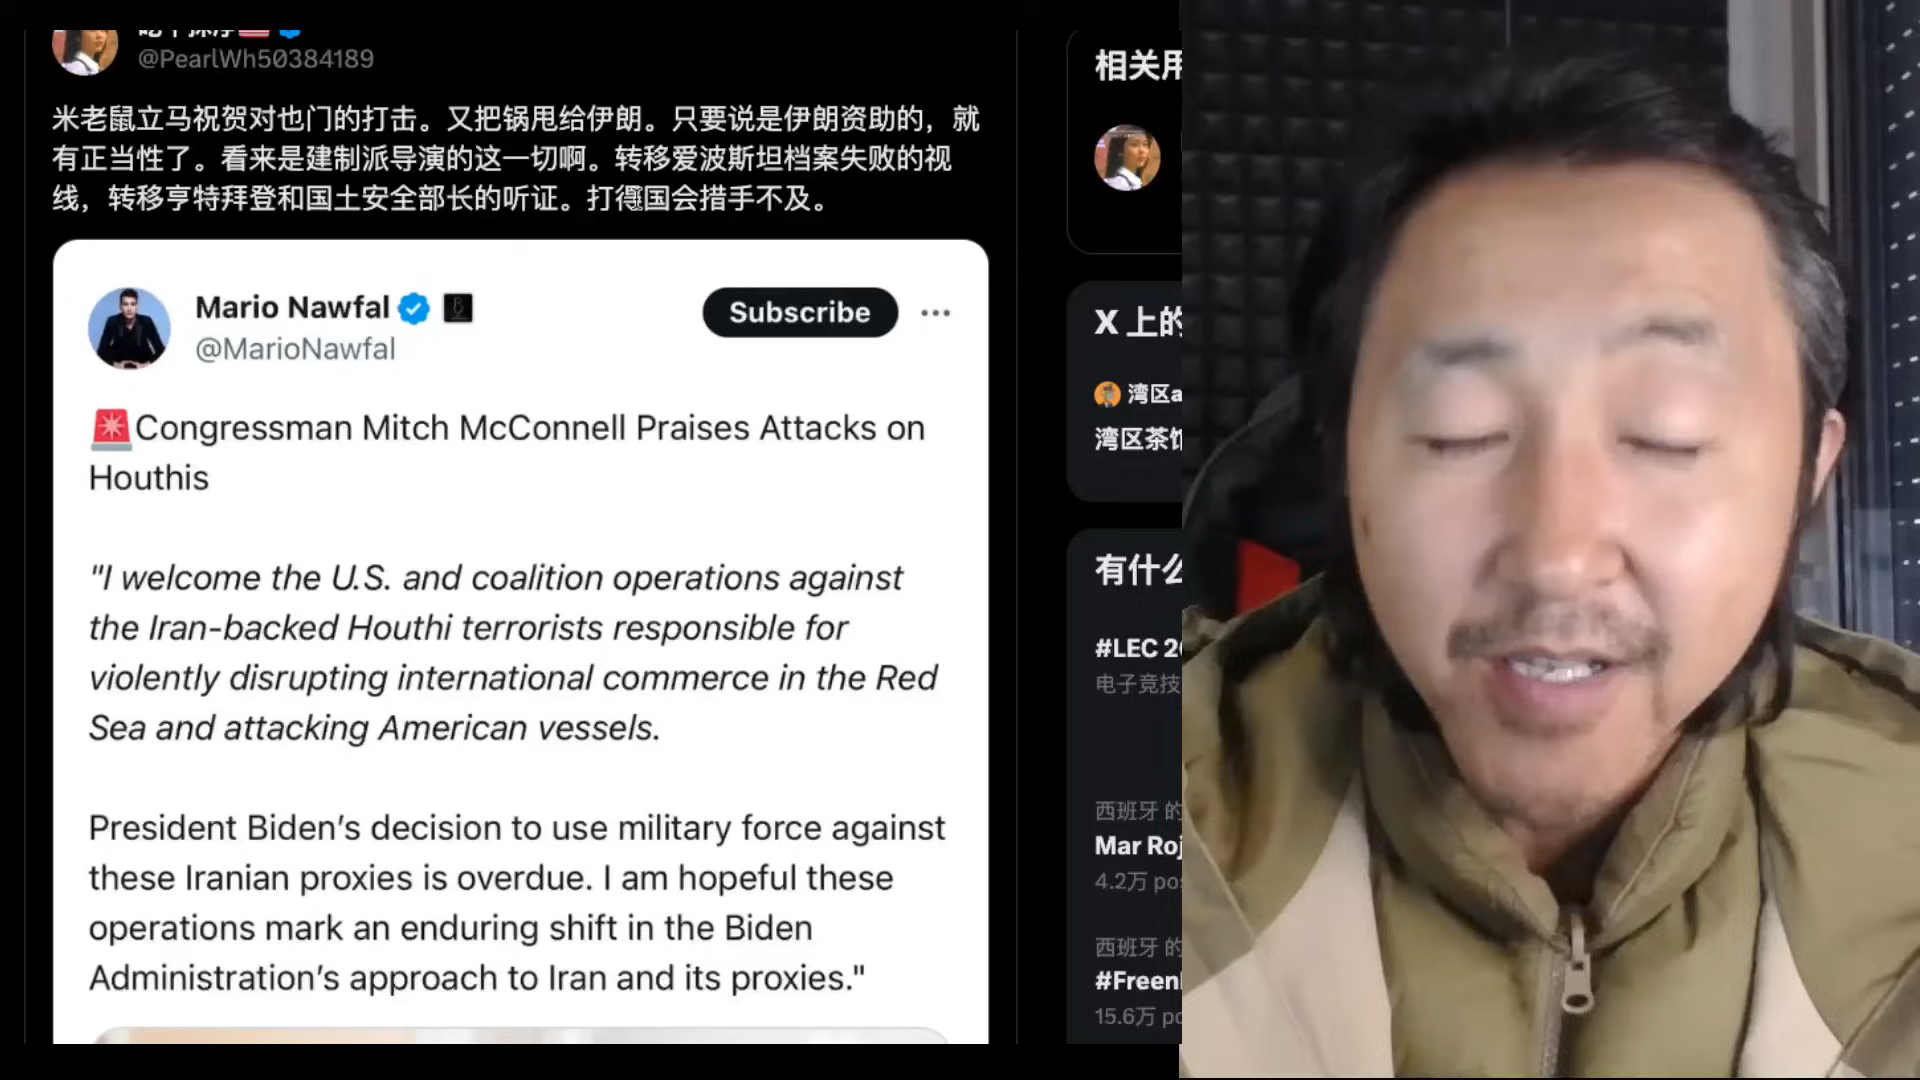 @PearlWh50384189
米老鼠立马祝贺对也门的打击。又把锅甩给伊朗。只要说是伊朗资助的，就
有正当性了。看来是建制派导演的这一切啊。转移爱波斯坦档案失败的视
线，转移亨特拜登和国土安全部长的听证。打得国会措手不及。
Mario Nawfal
@MarioNawfal
Subscribe
Congressman Mitch McConnell Praises Attacks on
Houthis
"I welcome the U.S. and coalition operations against
the Iran-backed Houthi terrorists responsible for
violently disrupting international commerce in the Red
Sea and attacking American vessels.
President Biden's decision to use military force against
these Iranian proxies is overdue. I am hopeful these
operations mark an enduring shift in the Biden
Administration's approach to Iran and its proxies."
相关用
X 上的
湾区a
湾区茶馆
有什么
#LEC 20
电子竞技
西班牙 的
Mar Roj
4.2万 pos
西班牙 的
#Freen
15.6万 po